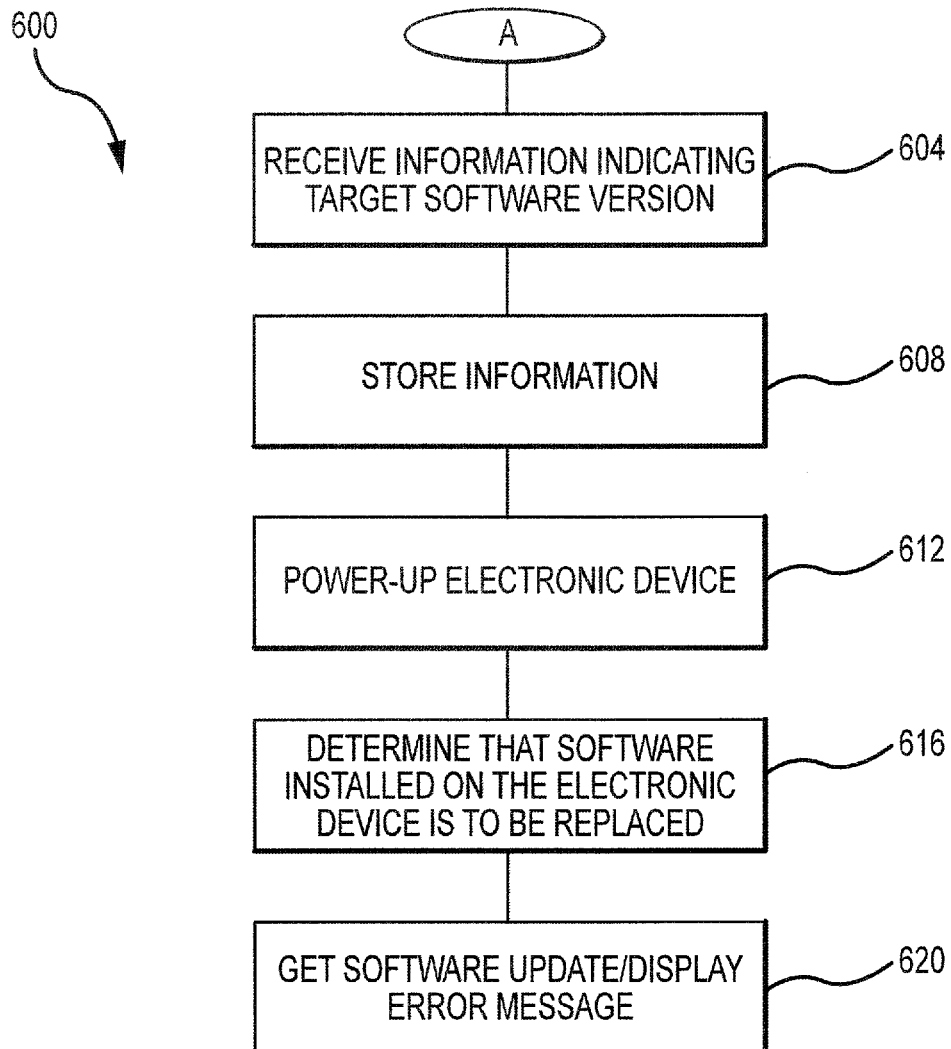 600
A
RECEIVE INFORMATION INDICATING
TARGET SOFTWARE VERSION
604
STORE INFORMATION
608
POWER-UP ELECTRONIC DEVICE
612
DETERMINE THAT SOFTWARE
INSTALLED ON THE ELECTRONIC
DEVICE IS TO BE REPLACED
616
GET SOFTWARE UPDATE/DISPLAY
ERROR MESSAGE
620